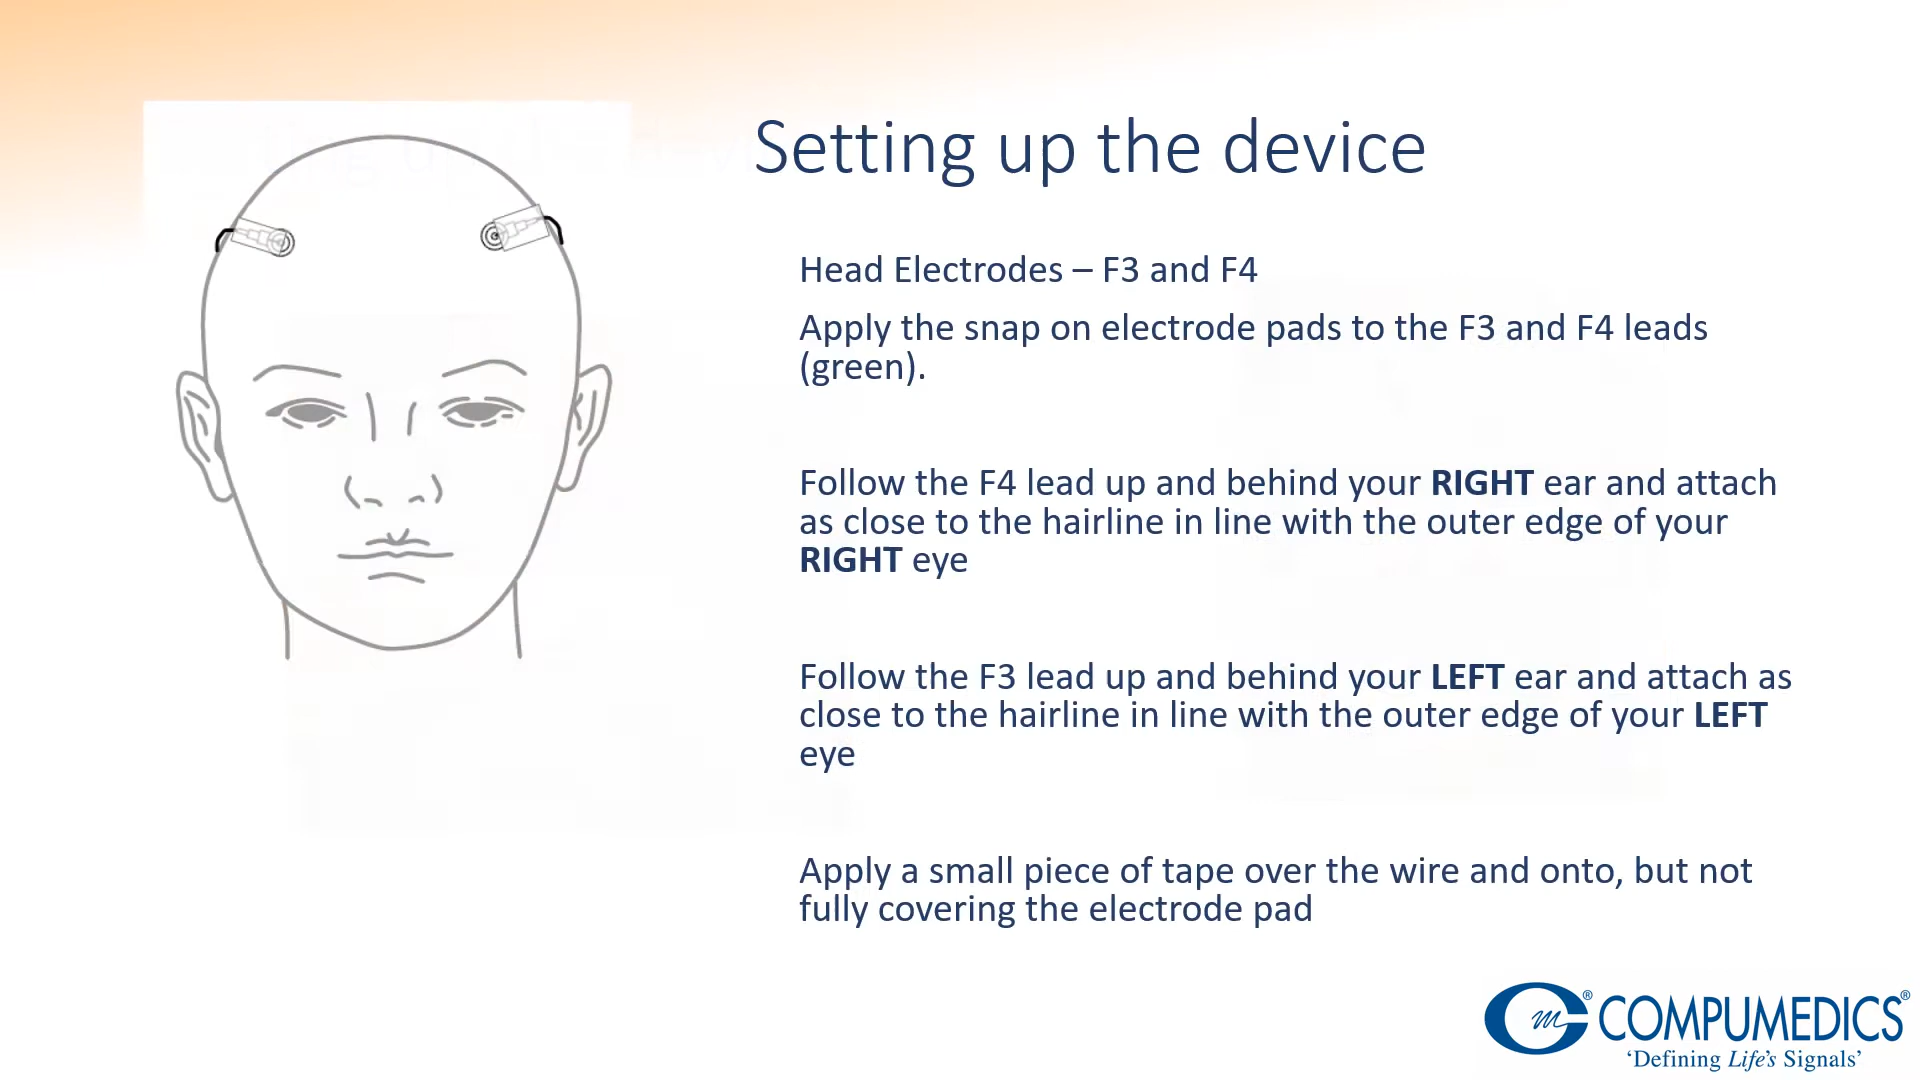 Setting up the device
Head Electrodes – F3 and F4
Apply the snap on electrode pads to the F3 and F4 leads
(green).
Follow the F4 lead up and behind your RIGHT ear and attach
as close to the hairline in line with the outer edge of your
RIGHT eye
Follow the F3 lead up and behind your LEFT ear and attach as
close to the hairline in line with the outer edge of your LEFT
eye
Apply a small piece of tape over the wire and onto, but not
fully covering the electrode pad
® COMPUMEDICS®
‘Defining Life’s Signals’